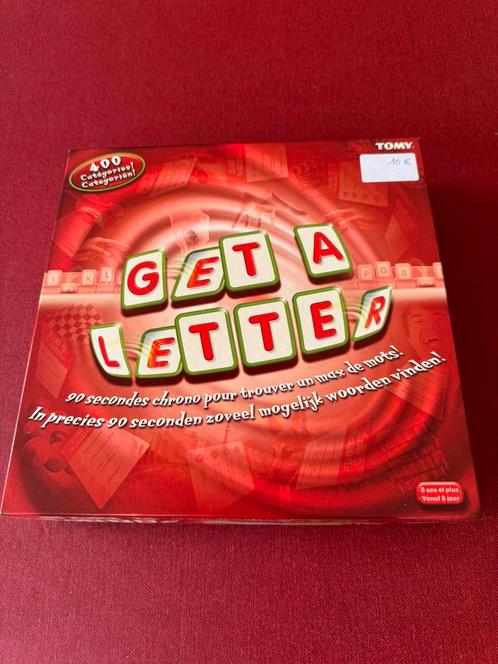 TOMY
10 €
400
Catégories!
Categorieën!
GET A
LETTER
I K L
P Q R
90 secondes chrono pour trouver un max de mots!
In precies 90 seconden zoveel mogelijk woorden vinden!
8 ans et plus
Vanaf 8 jaar